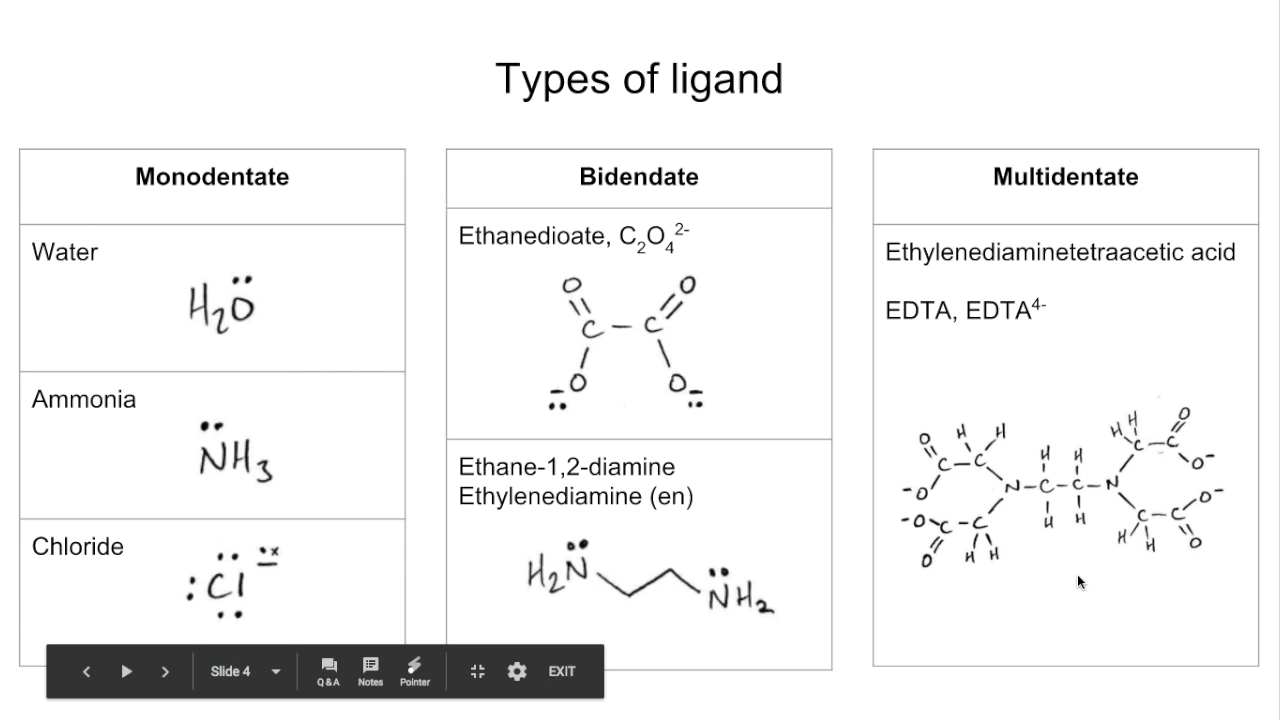 Types of ligand
Monodentate
Water
H₂O
Ammonia
NH₃
Chloride
:Cl
Bidendate
Ethanedioate, C₂O₄²⁻
O O
C – C
⁻O O⁻
Ethane-1,2-diamine
Ethylenediamine (en)
H₂N
NH₂
Multidentate
Ethylenediaminetetraacetic acid
EDTA, EDTA⁴⁻
O H H H H O
C–C C–C
⁻O H H O⁻
N–C–C–N
⁻O H H O⁻
C–C C–C
O H H H H O
Slide 4
Q&A Notes Pointer
EXIT